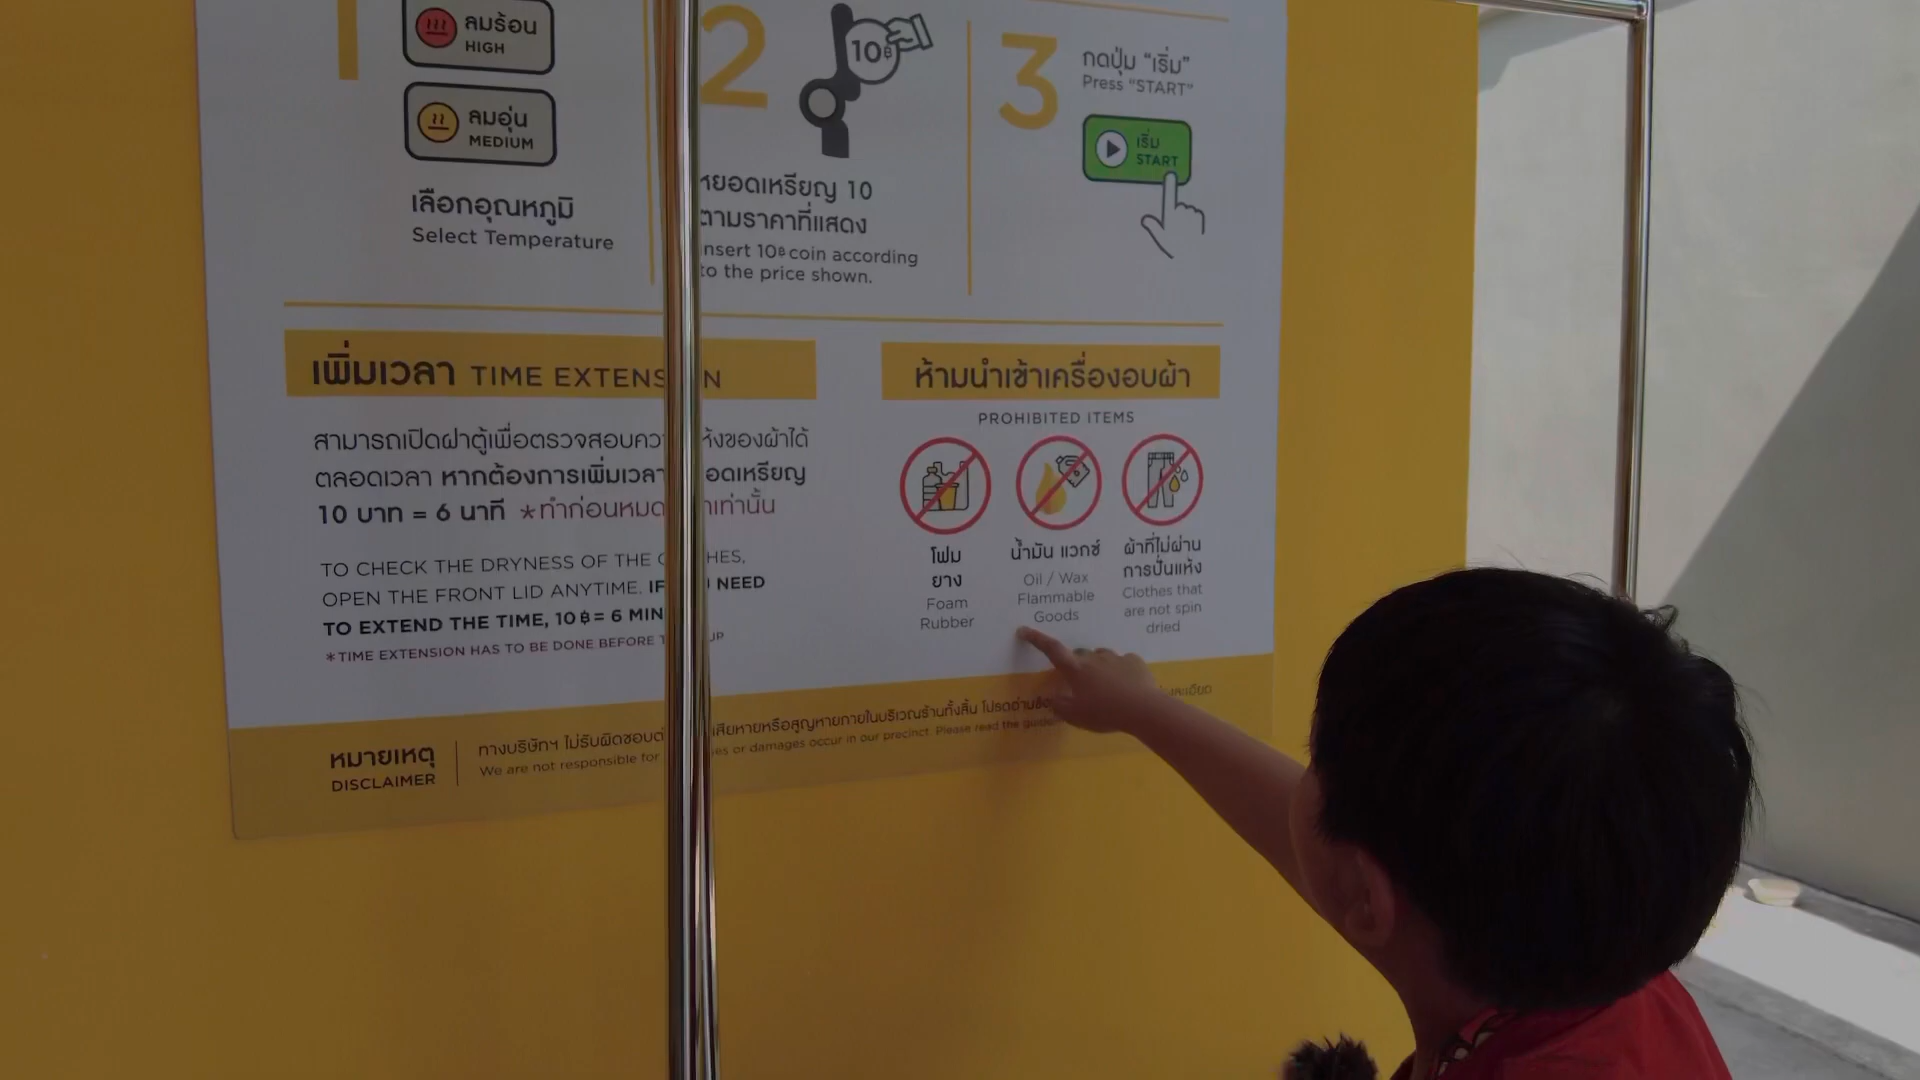 1
ลมร้อน
HIGH
ลมอุ่น
MEDIUM
เลือกอุณหภูมิ
Select Temperature
2
10฿
หยอดเหรียญ 10
ตามราคาที่แสดง
Insert 10฿ coin according
to the price shown.
3
กดปุ่ม “เริ่ม”
Press “START”
เริ่ม
START
เพิ่มเวลา TIME EXTENS N
สามารถเปิดฝาตู้เพื่อตรวจสอบคว ห้งของผ้าได้
ตลอดเวลา หากต้องการเพิ่มเวลา อดเหรียญ
10 บาท = 6 นาที *ทำก่อนหมด าเท่านั้น
TO CHECK THE DRYNESS OF THE C HES,
OPEN THE FRONT LID ANYTIME. IF NEED
TO EXTEND THE TIME, 10฿= 6 MIN
*TIME EXTENSION HAS TO BE DONE BEFORE T UP
ห้ามนำเข้าเครื่องอบผ้า
PROHIBITED ITEMS
โฟม
ยาง
Foam
Rubber
น้ำมัน แวกซ์
Oil / Wax
Flammable
Goods
ผ้าที่ไม่ผ่าน
การปั่นแห้ง
Clothes that
are not spin
dried
หมายเหตุ
DISCLAIMER
ทางบริษัทฯ ไม่รับผิดชอบต่ เสียหายหรือสูญหายภายในบริเวณร้านทั้งสิ้น โปรดอ่าน
We are not responsible for es or damages occur in our precinct. Please read the